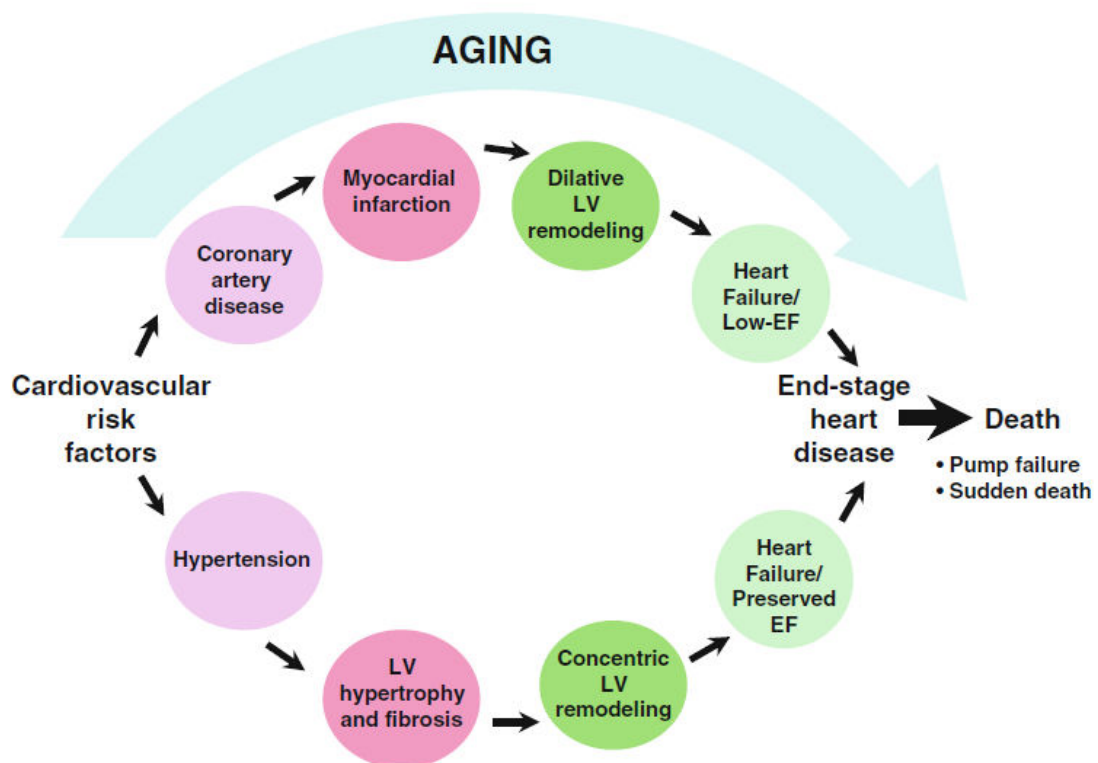 AGING
Myocardial
infarction
Dilative
LV
remodeling
Coronary
artery
disease
Heart
Failure/
Low-EF
Cardiovascular
risk
factors
End-stage
heart
disease
Death
• Pump failure
• Sudden death
Hypertension
Heart
Failure/
Preserved
EF
LV
hypertrophy
and fibrosis
Concentric
LV
remodeling